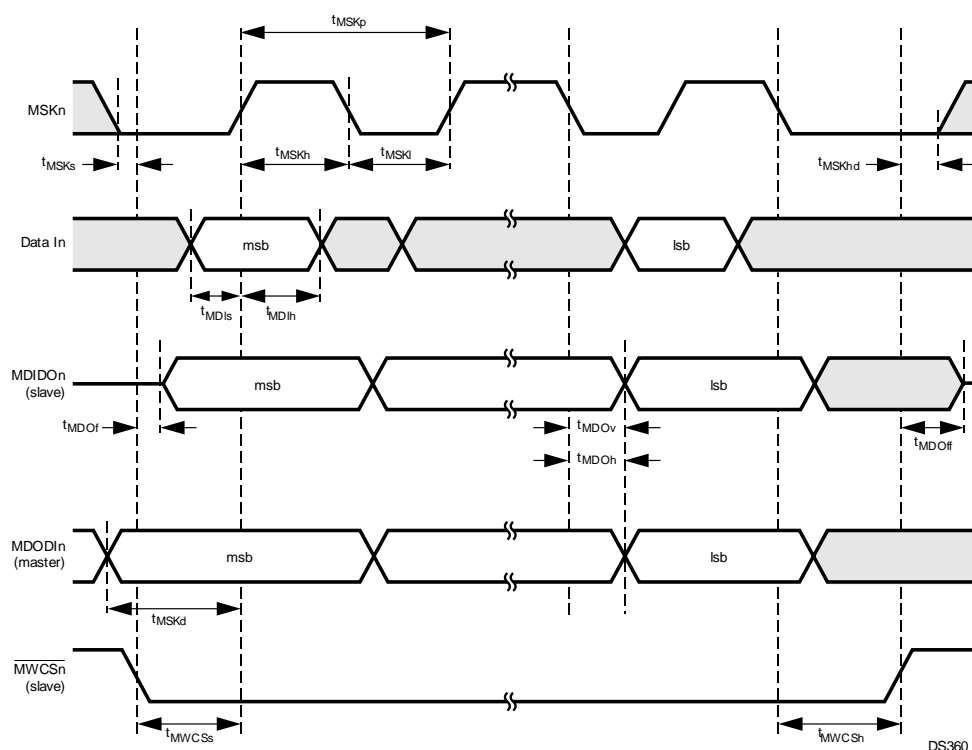 tMSKp
MSKn
tMSKh
tMSKl
tMSKs
tMSKhd
Data In
msb
lsb
tMDIs
tMDIh
MDIDOn
(slave)
msb
lsb
tMDOf
tMDOv
tMDOff
tMDOh
MDODIn
(master)
msb
lsb
tMSKd
MWCSn
(slave)
tMWCSs
tMWCSh
DS360